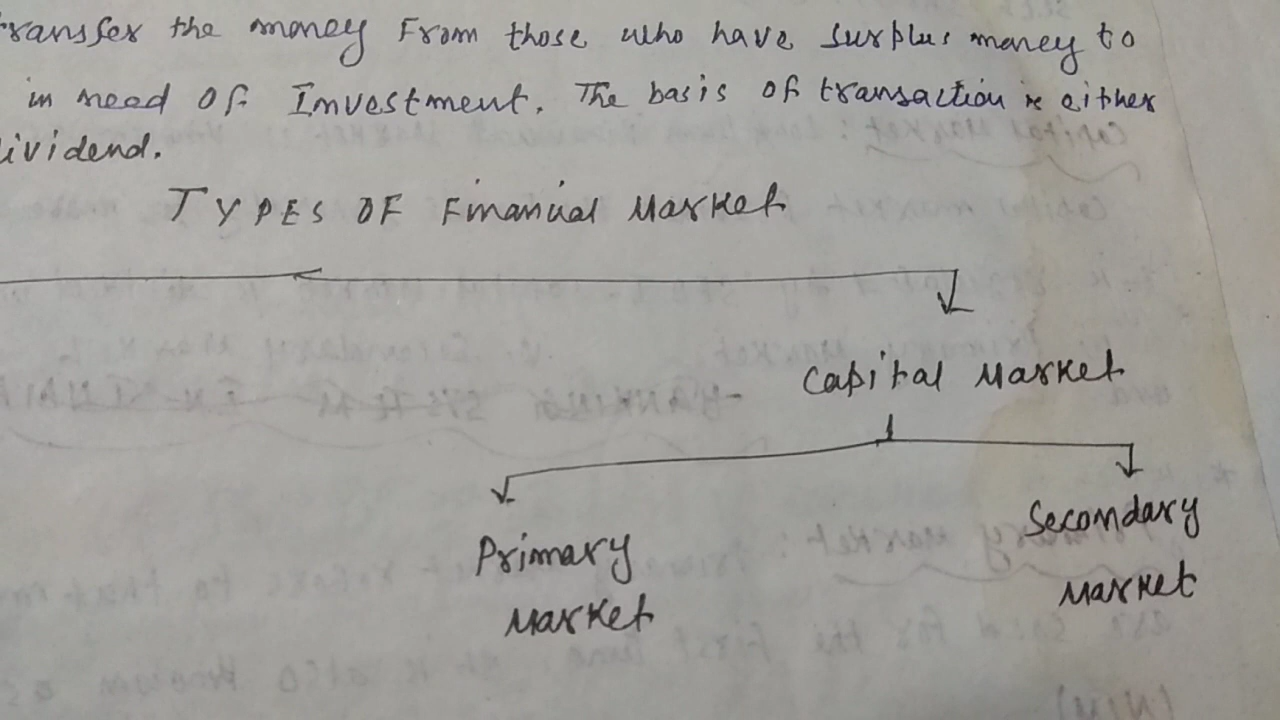 transfer the money From those who have surplus money to
in need of Investment. The basis of transaction is either
ividend.
TYPES OF Financial Market
Capital Market
Primary
Market
Secondary
Market